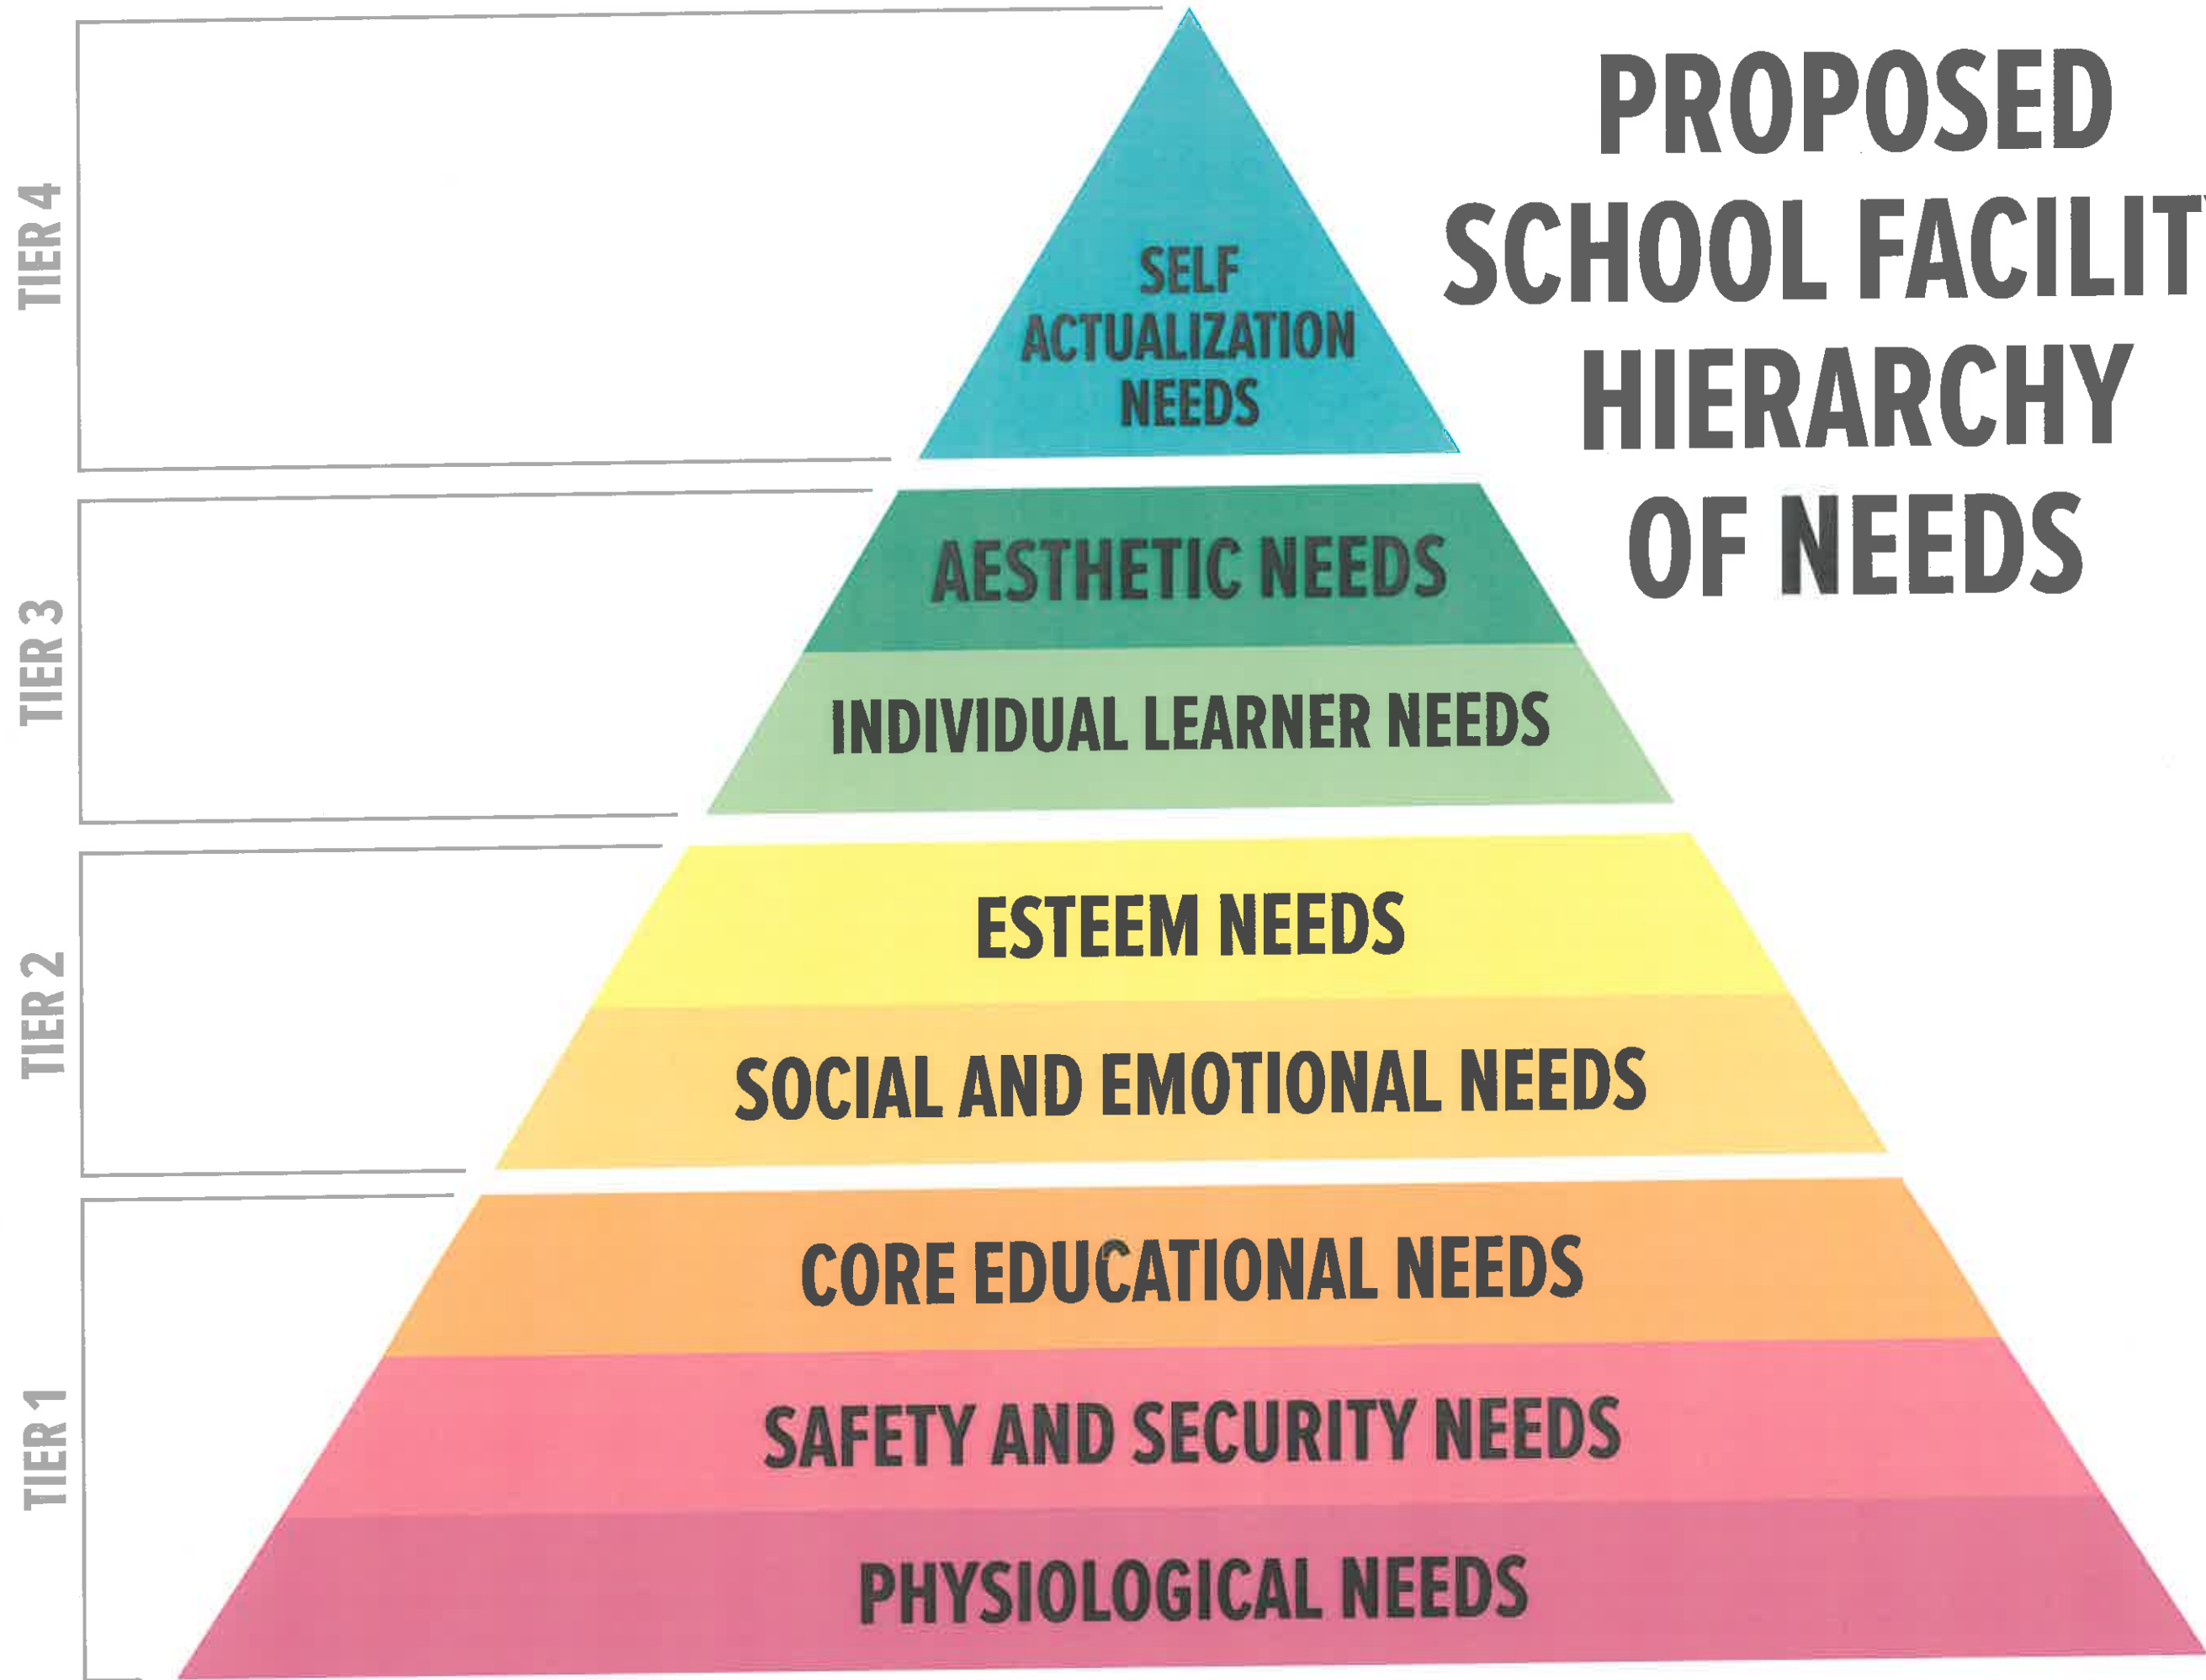 PROPOSED
SCHOOL FACILIT
HIERARCHY
OF NEEDS
TIER 4
SELF
ACTUALIZATION
NEEDS
TIER 3
AESTHETIC NEEDS
INDIVIDUAL LEARNER NEEDS
TIER 2
ESTEEM NEEDS
SOCIAL AND EMOTIONAL NEEDS
TIER 1
CORE EDUCATIONAL NEEDS
SAFETY AND SECURITY NEEDS
PHYSIOLOGICAL NEEDS